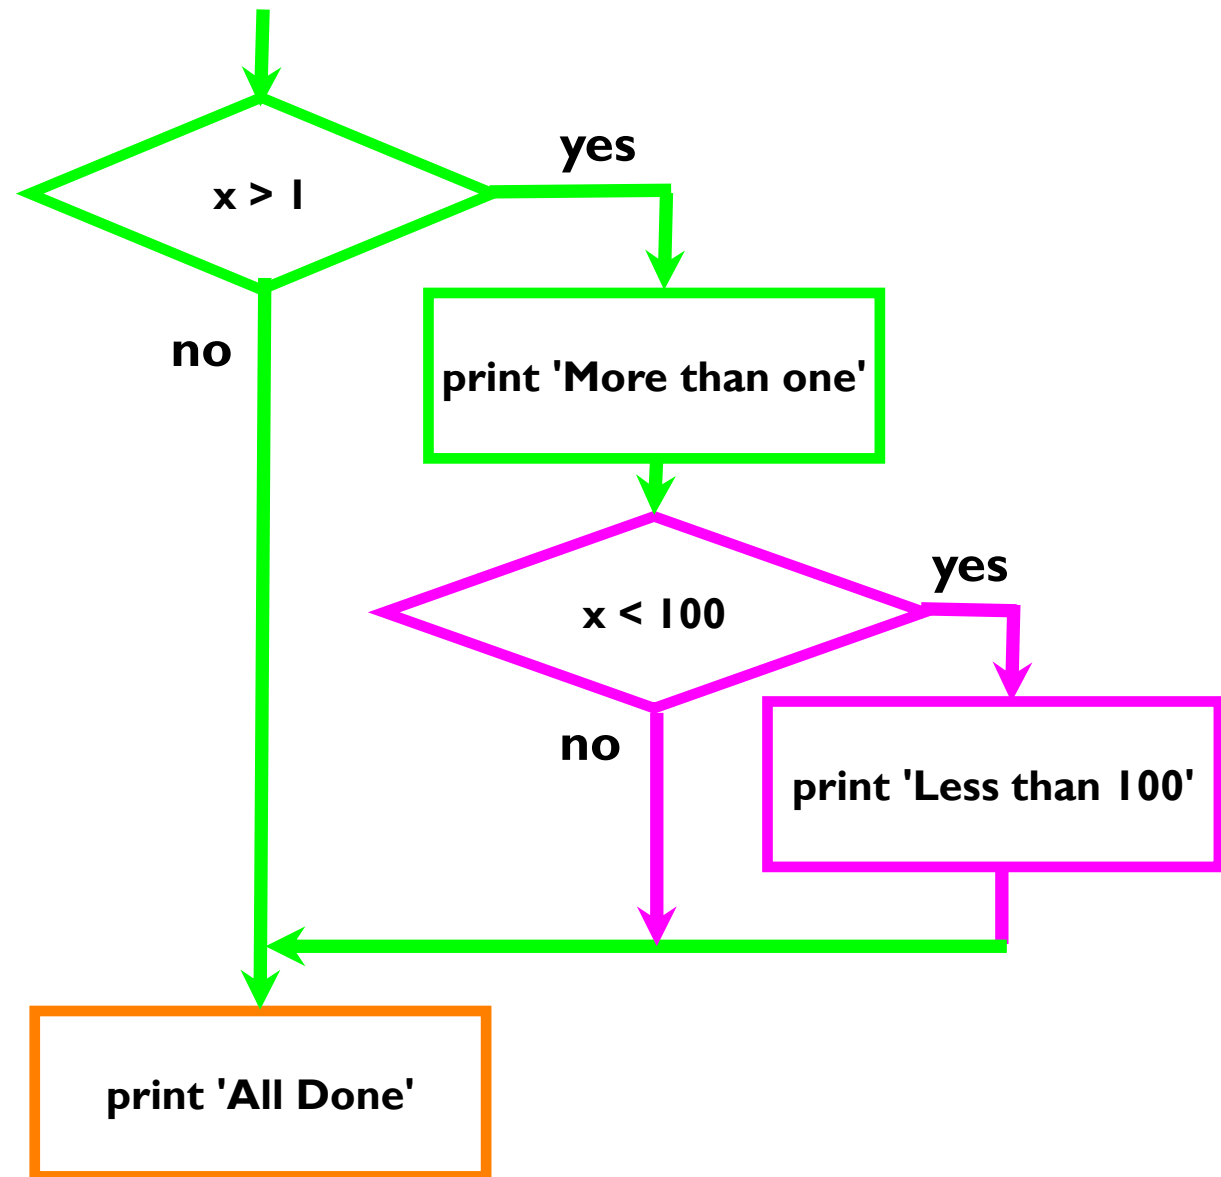 yes
x > 1
no
print 'More than one'
yes
x < 100
no
print 'Less than 100'
print 'All Done'